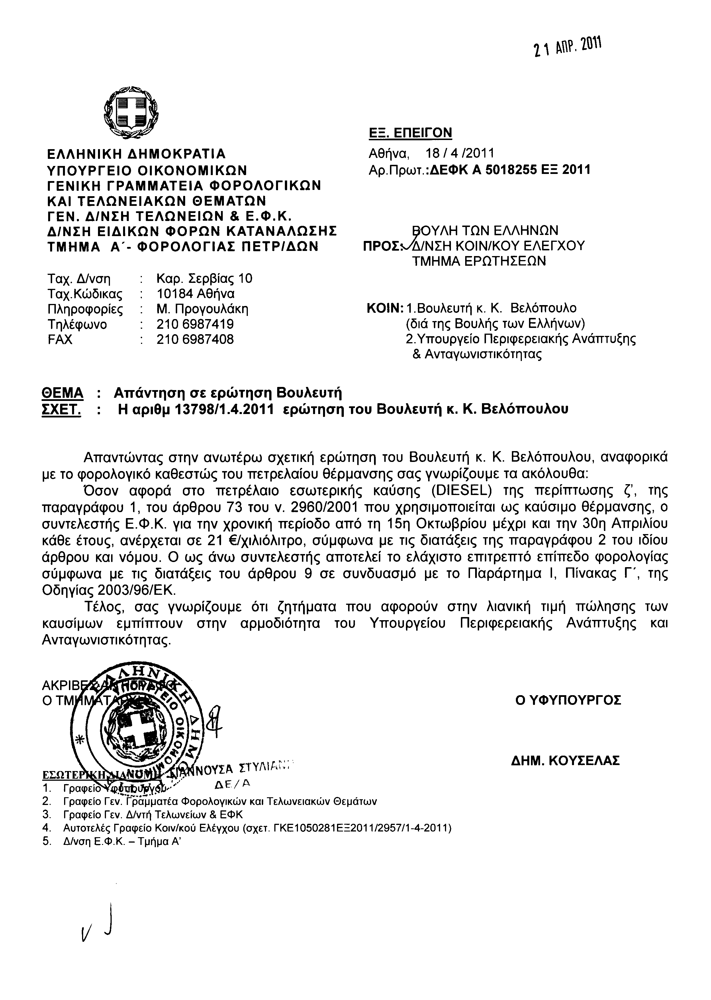 21 ΑΠΡ. 2011
ΕΛΛΗΝΙΚΗ ΔΗΜΟΚΡΑΤΙΑ
ΥΠΟΥΡΓΕΙΟ ΟΙΚΟΝΟΜΙΚΩΝ
ΓΕΝΙΚΗ ΓΡΑΜΜΑΤΕΙΑ ΦΟΡΟΛΟΓΙΚΩΝ
ΚΑΙ ΤΕΛΩΝΕΙΑΚΩΝ ΘΕΜΑΤΩΝ
ΓΕΝ. Δ/ΝΣΗ ΤΕΛΩΝΕΙΩΝ & Ε.Φ.Κ.
Δ/ΝΣΗ ΕΙΔΙΚΩΝ ΦΟΡΩΝ ΚΑΤΑΝΑΛΩΣΗΣ
ΤΜΗΜΑ Α΄- ΦΟΡΟΛΟΓΙΑΣ ΠΕΤΡ/ΔΩΝ
Ταχ. Δ/νση : Καρ. Σερβίας 10
Ταχ.Κώδικας : 10184 Αθήνα
Πληροφορίες : Μ. Προγουλάκη
Τηλέφωνο : 210 6987419
FAX : 210 6987408
ΕΞ. ΕΠΕΙΓΟΝ
Αθήνα, 18 / 4 /2011
Αρ.Πρωτ.:ΔΕΦΚ Α 5018255 ΕΞ 2011
ΒΟΥΛΗ ΤΩΝ ΕΛΛΗΝΩΝ
ΠΡΟΣ: Δ/ΝΣΗ ΚΟΙΝ/ΚΟΥ ΕΛΕΓΧΟΥ
ΤΜΗΜΑ ΕΡΩΤΗΣΕΩΝ
ΚΟΙΝ: 1.Βουλευτή κ. Κ. Βελόπουλο
(διά της Βουλής των Ελλήνων)
2.Υπουργείο Περιφερειακής Ανάπτυξης
& Ανταγωνιστικότητας
ΘΕΜΑ : Απάντηση σε ερώτηση Βουλευτή
ΣΧΕΤ. : Η αριθμ 13798/1.4.2011 ερώτηση του Βουλευτή κ. Κ. Βελόπουλου
Απαντώντας στην ανωτέρω σχετική ερώτηση του Βουλευτή κ. Κ. Βελόπουλου, αναφορικά
με το φορολογικό καθεστώς του πετρελαίου θέρμανσης σας γνωρίζουμε τα ακόλουθα:
Όσον αφορά στο πετρέλαιο εσωτερικής καύσης (DIESEL) της περίπτωσης ζ', της
παραγράφου 1, του άρθρου 73 του ν. 2960/2001 που χρησιμοποιείται ως καύσιμο θέρμανσης, ο
συντελεστής Ε.Φ.Κ. για την χρονική περίοδο από τη 15η Οκτωβρίου μέχρι και την 30η Απριλίου
κάθε έτους, ανέρχεται σε 21 €/χιλιόλιτρο, σύμφωνα με τις διατάξεις της παραγράφου 2 του ιδίου
άρθρου και νόμου. Ο ως άνω συντελεστής αποτελεί το ελάχιστο επιτρεπτό επίπεδο φορολογίας
σύμφωνα με τις διατάξεις του άρθρου 9 σε συνδυασμό με το Παράρτημα Ι, Πίνακας Γ΄, της
Οδηγίας 2003/96/ΕΚ.
Τέλος, σας γνωρίζουμε ότι ζητήματα που αφορούν στην λιανική τιμή πώλησης των
καυσίμων εμπίπτουν στην αρμοδιότητα του Υπουργείου Περιφερειακής Ανάπτυξης και
Ανταγωνιστικότητας.
ΑΚΡΙΒΕΣ ΑΝΤΙΓΡΑΦΟ
Ο ΤΜΗΜΑΤΑΡΧΗΣ
ΕΛΛΗΝΙΚΗ ΔΗΜΟΚΡΑΤΙΑ
ΥΠΟΥΡΓΕΙΟ ΟΙΚΟΝΟΜΙΚΩΝ
Ο ΥΦΥΠΟΥΡΓΟΣ
ΔΗΜ. ΚΟΥΣΕΛΑΣ
ΓΙΑΝΝΟΥΣΑ ΣΤΥΛΙΑΝΗ
ΔΕ/Α
ΕΣΩΤΕΡΙΚΗ ΔΙΑΝΟΜΗ
1. Γραφείο Υφυπουργού
2. Γραφείο Γεν. Γραμματέα Φορολογικών και Τελωνειακών Θεμάτων
3. Γραφείο Γεν. Δ/ντή Τελωνείων & ΕΦΚ
4. Αυτοτελές Γραφείο Κοιν/κού Ελέγχου (σχετ. ΓΚΕ1050281ΕΞ2011/2957/1-4-2011)
5. Δ/νση Ε.Φ.Κ. – Τμήμα Α'